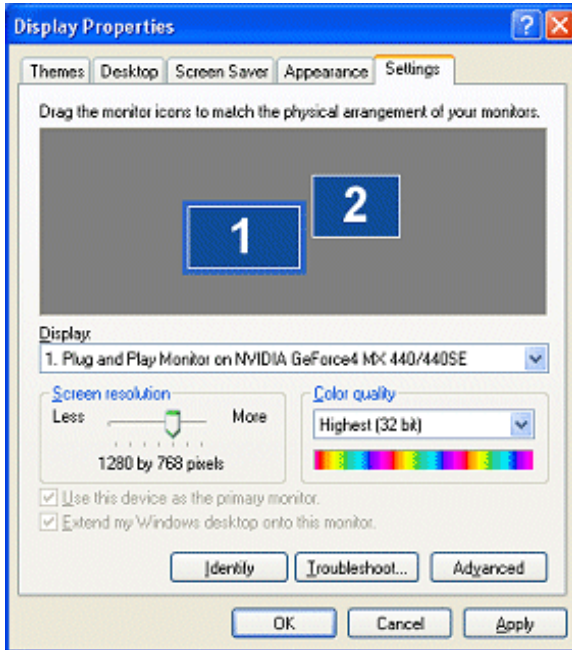 Display Properties
?
X
Themes Desktop Screen Saver Appearance Settings
Drag the monitor icons to match the physical arrangement of your monitors.
1
2
Display:
1. Plug and Play Monitor on NVIDIA GeForce4 MX 440/440SE
Screen resolution
Less More
1280 by 768 pixels
Color quality
Highest (32 bit)
Use this device as the primary monitor.
Extend my Windows desktop onto this monitor.
Identify Troubleshoot... Advanced
OK Cancel Apply